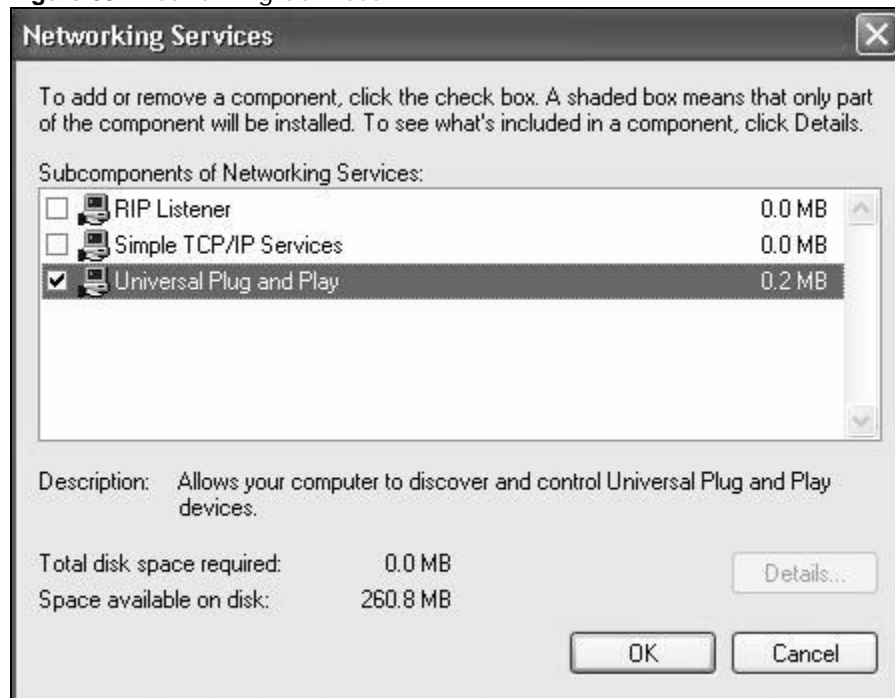 Networking Services
To add or remove a component, click the check box. A shaded box means that only part
of the component will be installed. To see what's included in a component, click Details.
Subcomponents of Networking Services:
RIP Listener 0.0 MB
Simple TCP/IP Services 0.0 MB
Universal Plug and Play 0.2 MB
Description: Allows your computer to discover and control Universal Plug and Play
devices.
Total disk space required: 0.0 MB
Details...
Space available on disk: 260.8 MB
OK Cancel